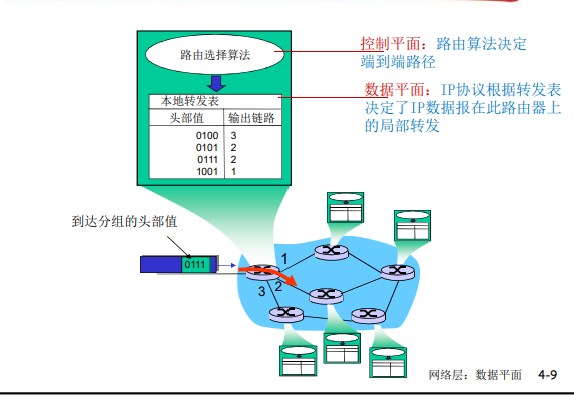 路由选择算法
控制平面：路由算法决定
端到端路径
数据平面：IP协议根据转发表
决定了IP数据报在此路由器上
的局部转发
本地转发表
头部值 输出链路
0100 3
0101 2
0111 2
1001 1
到达分组的头部值
0111
1
2
3
网络层：数据平面 4-9